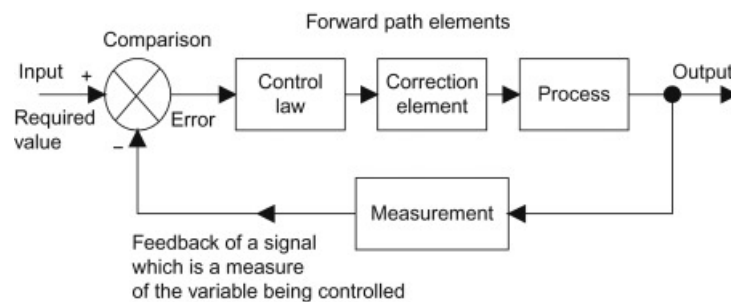 Forward path elements
Comparison
Input
+
Required
value
−
Error
Control
law
Correction
element
Process
Output
Measurement
Feedback of a signal
which is a measure
of the variable being controlled